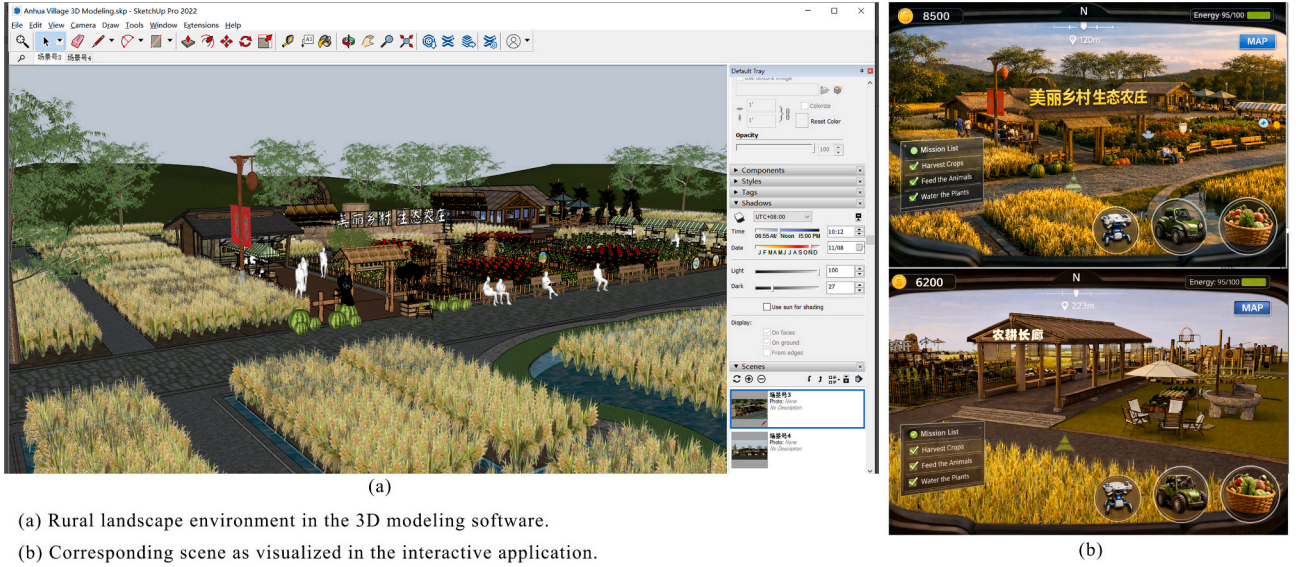 Anhua Village 3D Modeling.skp - SketchUp Pro 2022
File Edit View Camera Draw Tools Window Extensions Help
场景号3 场景号4
Default Tray
Use texture image
1'
Colorize
1'
Reset Color
Opacity
100
Components
Styles
Tags
Shadows
UTC+08:00
Time
06:55 AM Noon 15:00 PM
10:12
Date
J F M A M J J A S O N D
11/08
Light
100
Dark
27
Use sun for shading
Display:
On faces
On ground
From edges
Scenes
场景号3
Photo: None
No Description
场景号4
Photo: None
No Description
美丽乡村生态农庄
(a)
8500
N
Energy 95/100
120m
MAP
美丽乡村生态农庄
Mission List
Harvest Crops
Feed the Animals
Water the Plants
6200
N
Energy: 95/100
223m
MAP
农耕长廊
Mission List
Harvest Crops
Feed the Animals
Water the Plants
(b)
(a) Rural landscape environment in the 3D modeling software.
(b) Corresponding scene as visualized in the interactive application.